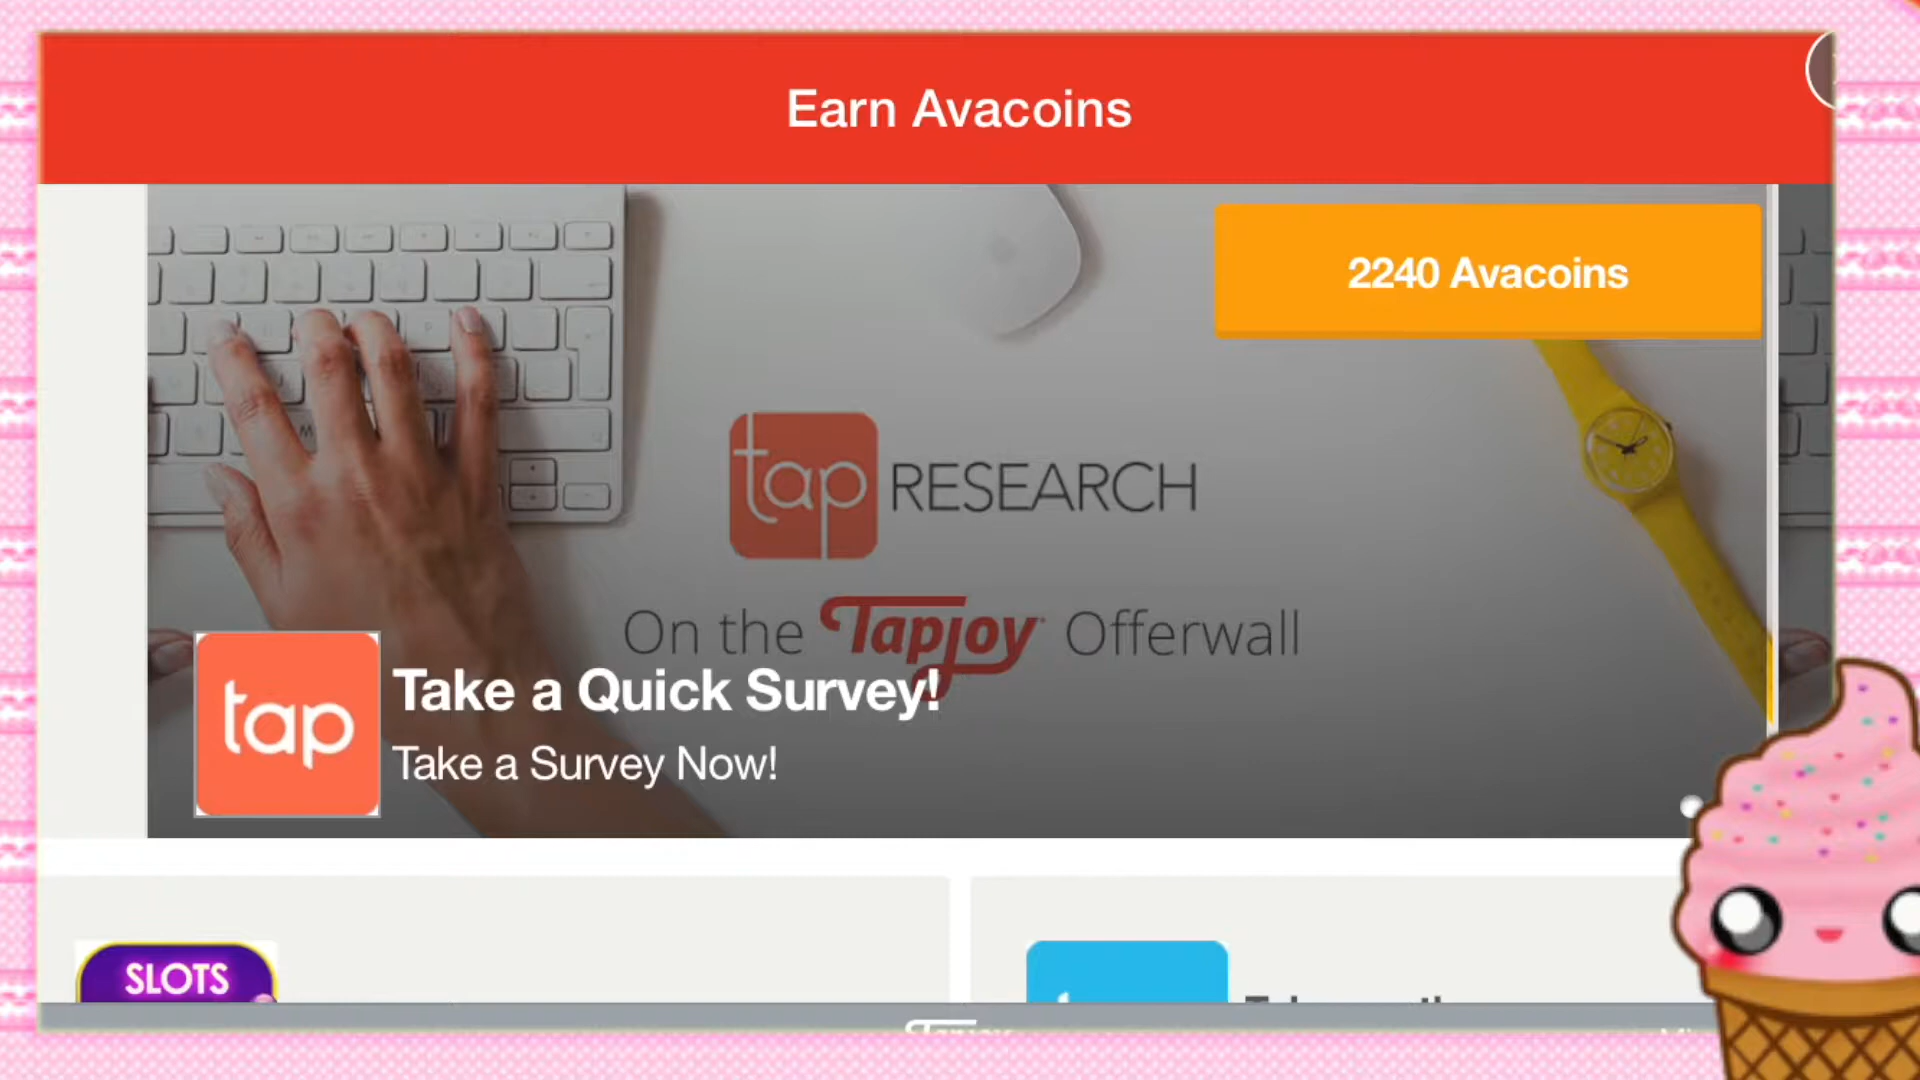 Earn Avacoins
2240 Avacoins
tap RESEARCH
On the Tapjoy Offerwall
tap
Take a Quick Survey!
Take a Survey Now!
SLOTS